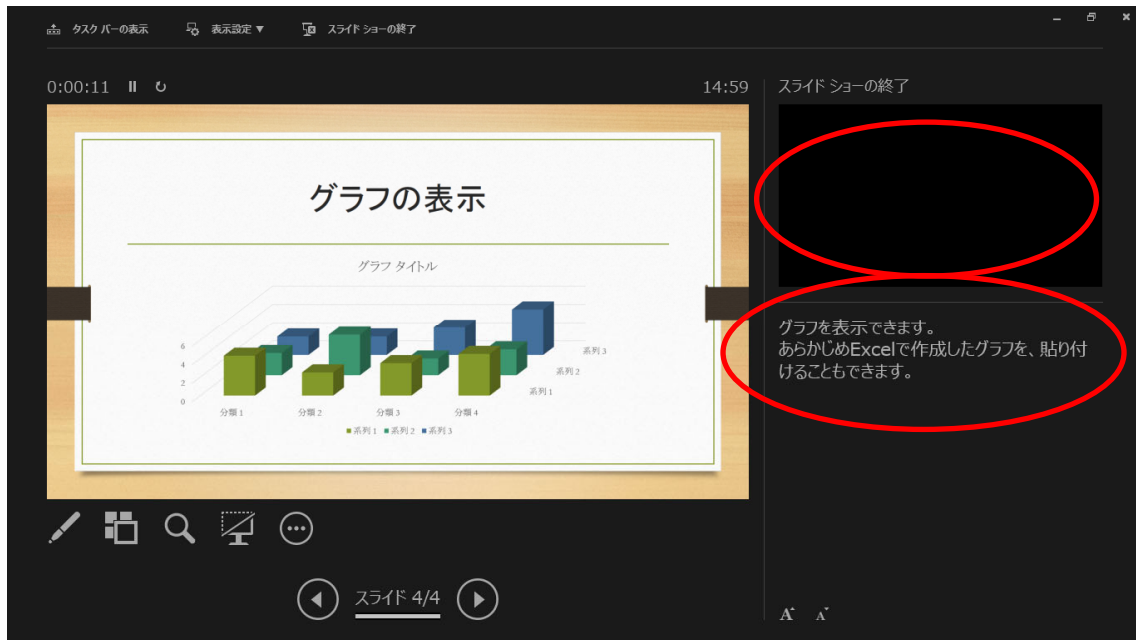 タスク バーの表示
表示設定 ▼
スライド ショーの終了
0:00:11
14:59
スライド ショーの終了
グラフの表示
グラフ タイトル
6
4
2
0
分類 1
分類 2
分類 3
分類 4
系列 1
系列 2
系列 3
■系列 1 ■系列 2 ■系列 3
グラフを表示できます。
あらかじめExcelで作成したグラフを、貼り付
けることもできます。
スライド 4/4
A A